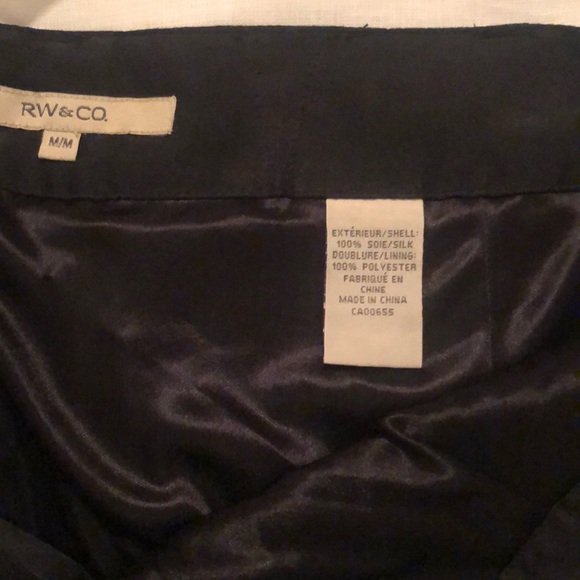 RW&CO.
M/M
EXTÉRIEUR/SHELL:
100% SOIE/SILK
DOUBLURE/LINING:
100% POLYESTER
FABRIQUÉ EN
CHINE
MADE IN CHINA
CA00655